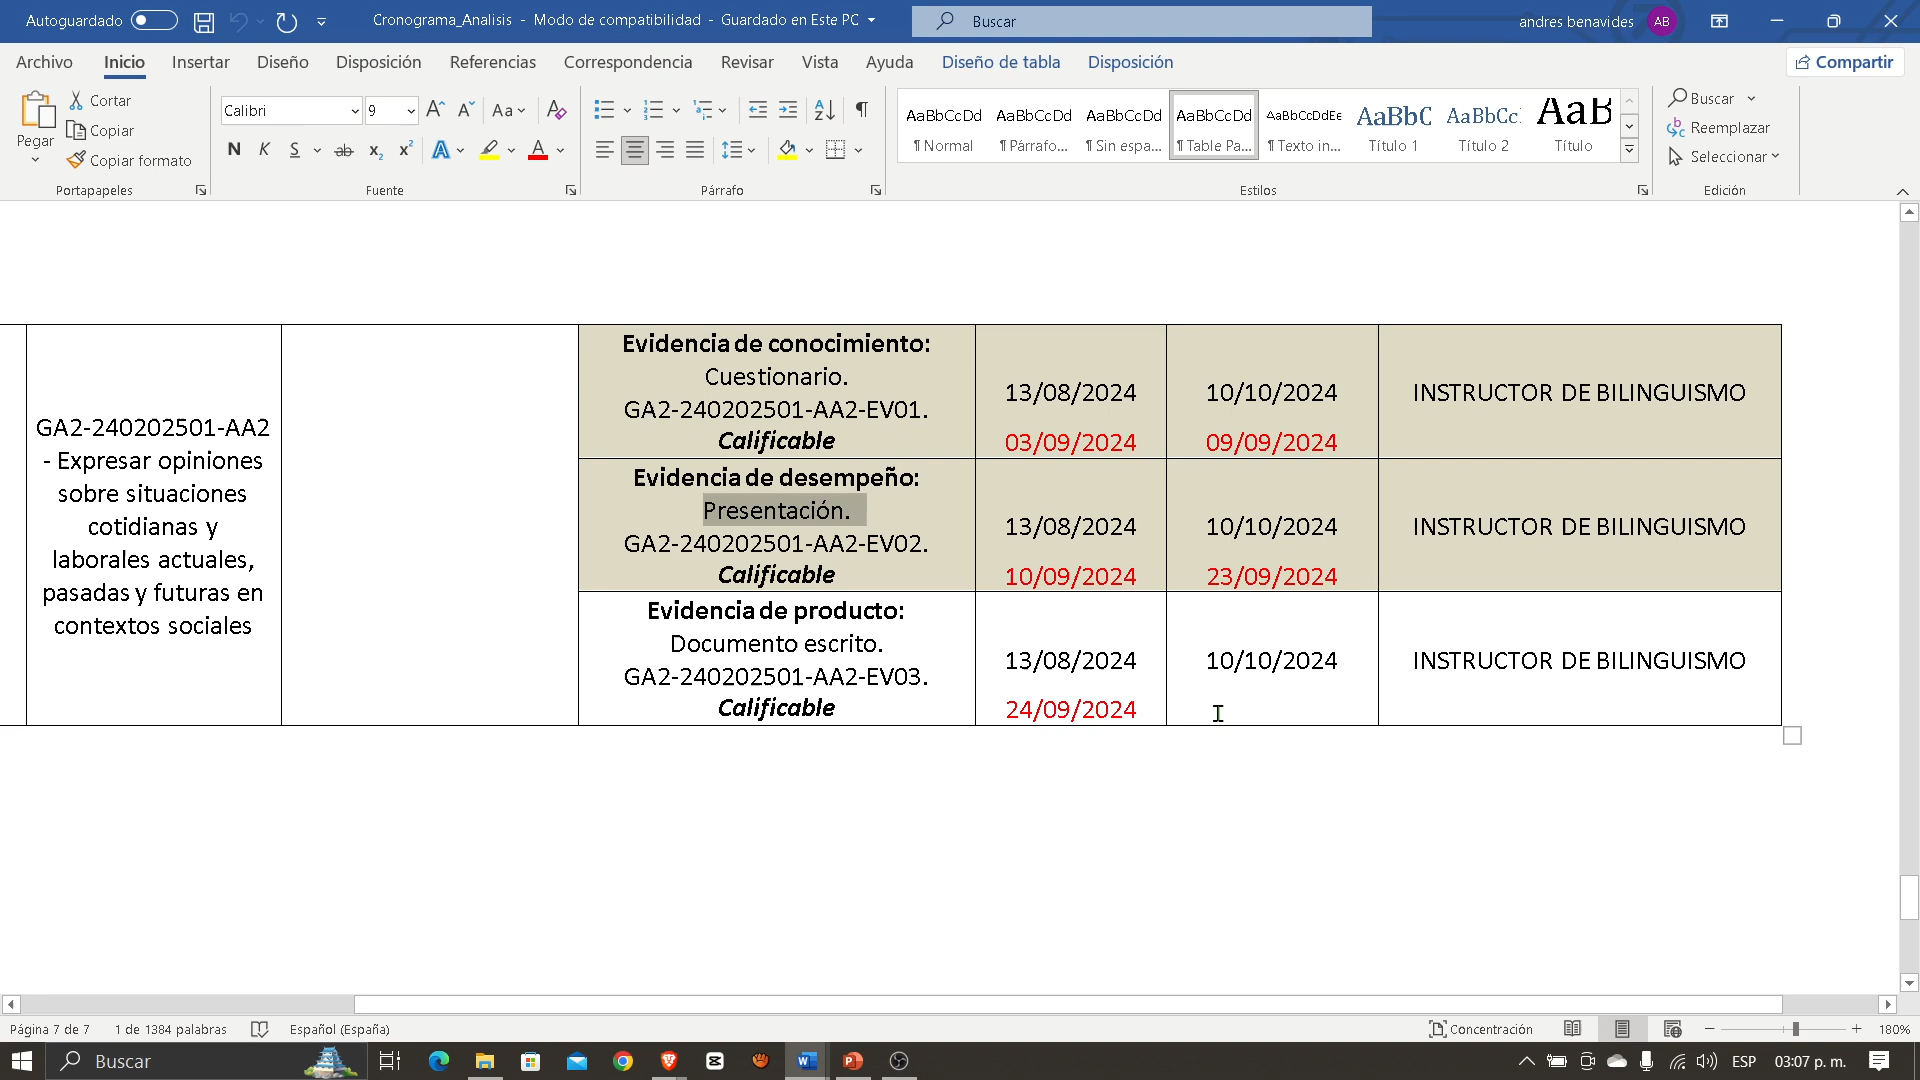 Autoguardado
Cronograma_Analisis - Modo de compatibilidad - Guardado en Este PC
Buscar
andres benavides
AB
Archivo
Inicio
Insertar
Diseño
Disposición
Referencias
Correspondencia
Revisar
Vista
Ayuda
Diseño de tabla
Disposición
Compartir
Pegar
Cortar
Copiar
Copiar formato
Portapapeles
Calibri
9
Fuente
Párrafo
AaBbCcDd
¶ Normal
AaBbCcDd
¶ Párrafo...
AaBbCcDd
¶ Sin espa...
AaBbCcDd
¶ Table Pa...
AaBbCcDdEe
¶ Texto in...
AaBbC
Título 1
AaBbCc
Título 2
AaB
Título
Estilos
Buscar
Reemplazar
Seleccionar
Edición
GA2-240202501-AA2
- Expresar opiniones
sobre situaciones
cotidianas y
laborales actuales,
pasadas y futuras en
contextos sociales
Evidencia de conocimiento:
Cuestionario.
GA2-240202501-AA2-EV01.
Calificable
13/08/2024
03/09/2024
10/10/2024
09/09/2024
INSTRUCTOR DE BILINGUISMO
Evidencia de desempeño:
Presentación.
GA2-240202501-AA2-EV02.
Calificable
13/08/2024
10/09/2024
10/10/2024
23/09/2024
INSTRUCTOR DE BILINGUISMO
Evidencia de producto:
Documento escrito.
GA2-240202501-AA2-EV03.
Calificable
13/08/2024
24/09/2024
10/10/2024
INSTRUCTOR DE BILINGUISMO
Página 7 de 7
1 de 1384 palabras
Español (España)
Concentración
180%
Buscar
ESP
03:07 p. m.